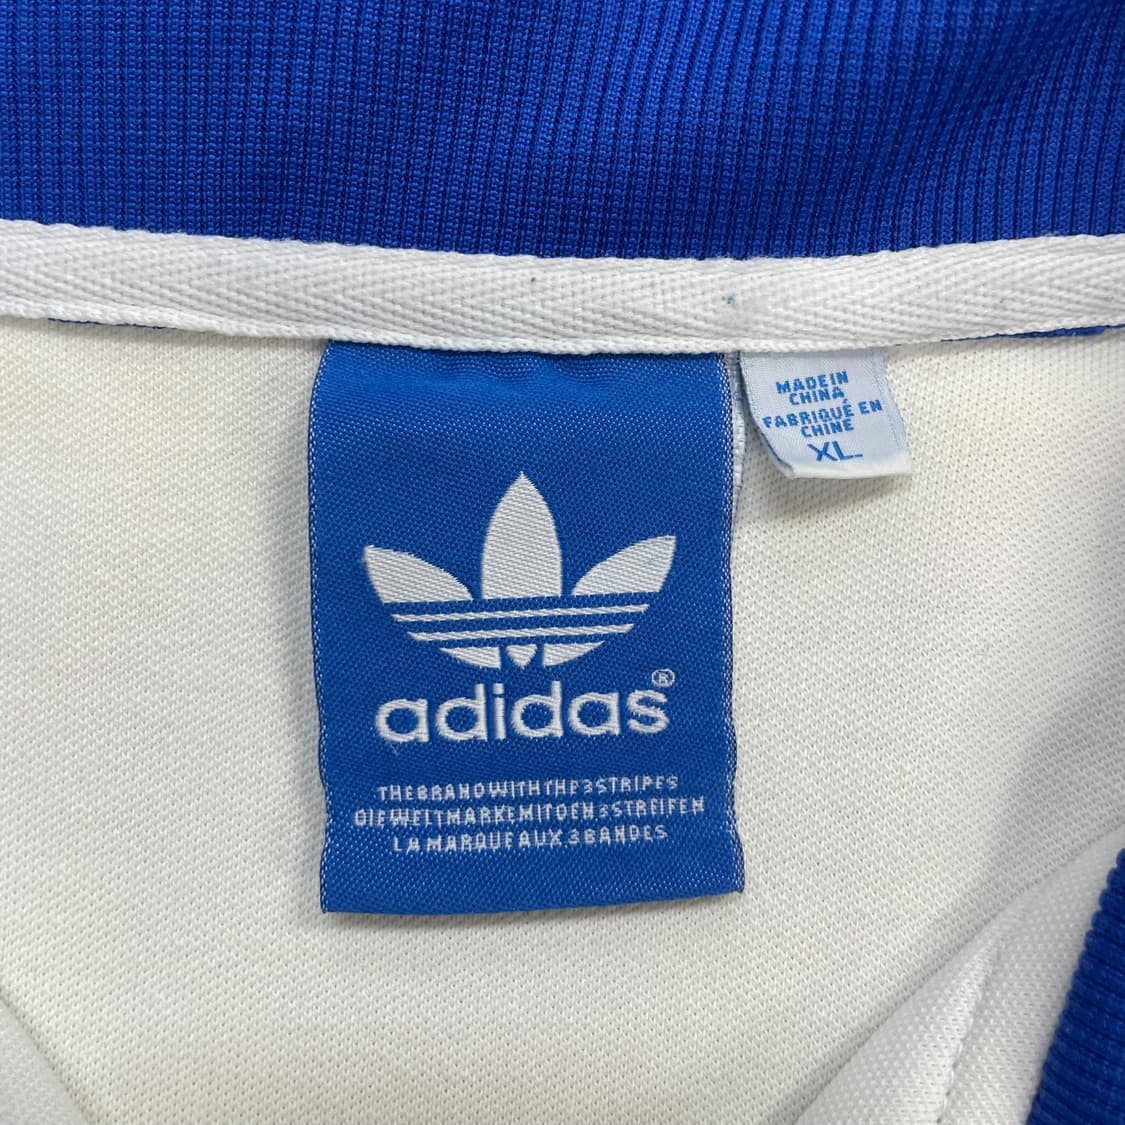 MADE IN
CHINA
FABRIQUÉ EN
CHINE
XL
adidas®
THE BRAND WITH THE 3 STRIPES
DIE WELTMARKE MIT DEN 3 STREIFEN
LA MARQUE AUX 3 BANDES